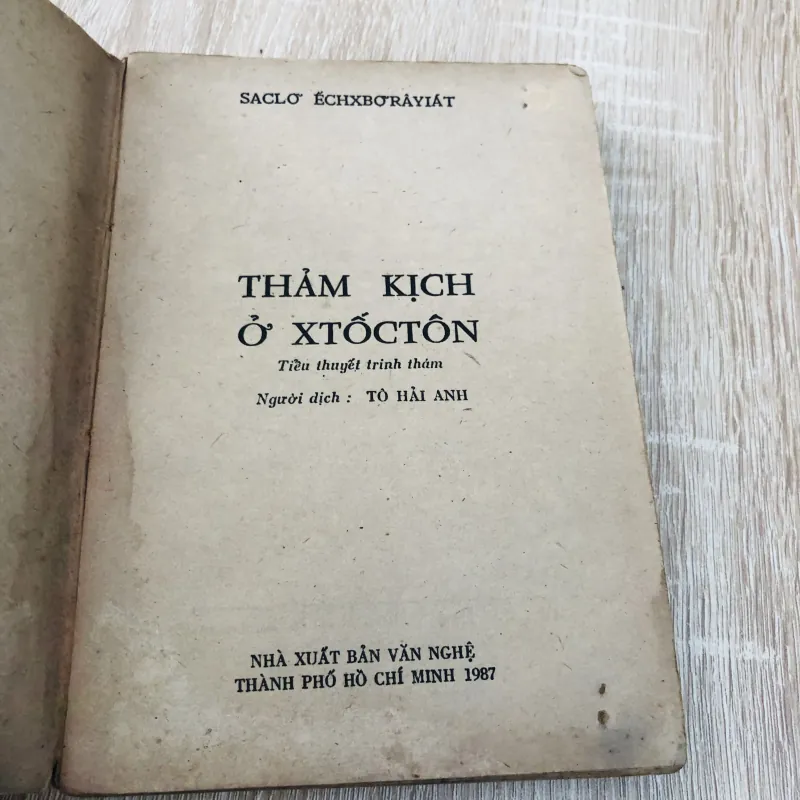 SACLƠ ẾCHXBƠRÂYIÁT
THẢM KỊCH
Ở XTỐCTÔN
Tiểu thuyết trinh thám
Người dịch : TÔ HẢI ANH
NHÀ XUẤT BẢN VĂN NGHỆ
THÀNH PHỐ HỒ CHÍ MINH 1987